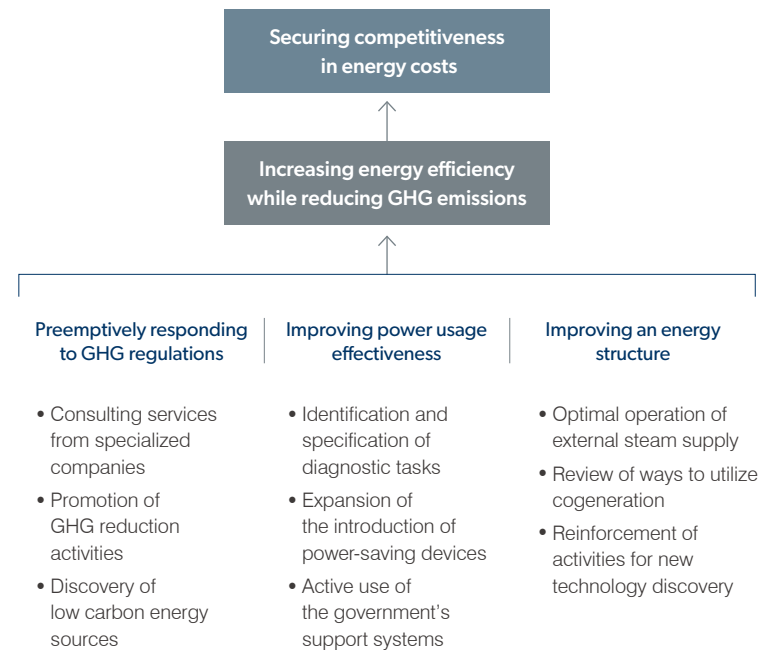 Securing competitiveness
in energy costs
Increasing energy efficiency
while reducing GHG emissions
Preemptively responding
to GHG regulations
• Consulting services
from specialized
companies
• Promotion of
GHG reduction
activities
• Discovery of
low carbon energy
sources
Improving power usage
effectiveness
• Identification and
specification of
diagnostic tasks
• Expansion of
the introduction of
power-saving devices
• Active use of
the government’s
support systems
Improving an energy
structure
• Optimal operation of
external steam supply
• Review of ways to utilize
cogeneration
• Reinforcement of
activities for new
technology discovery